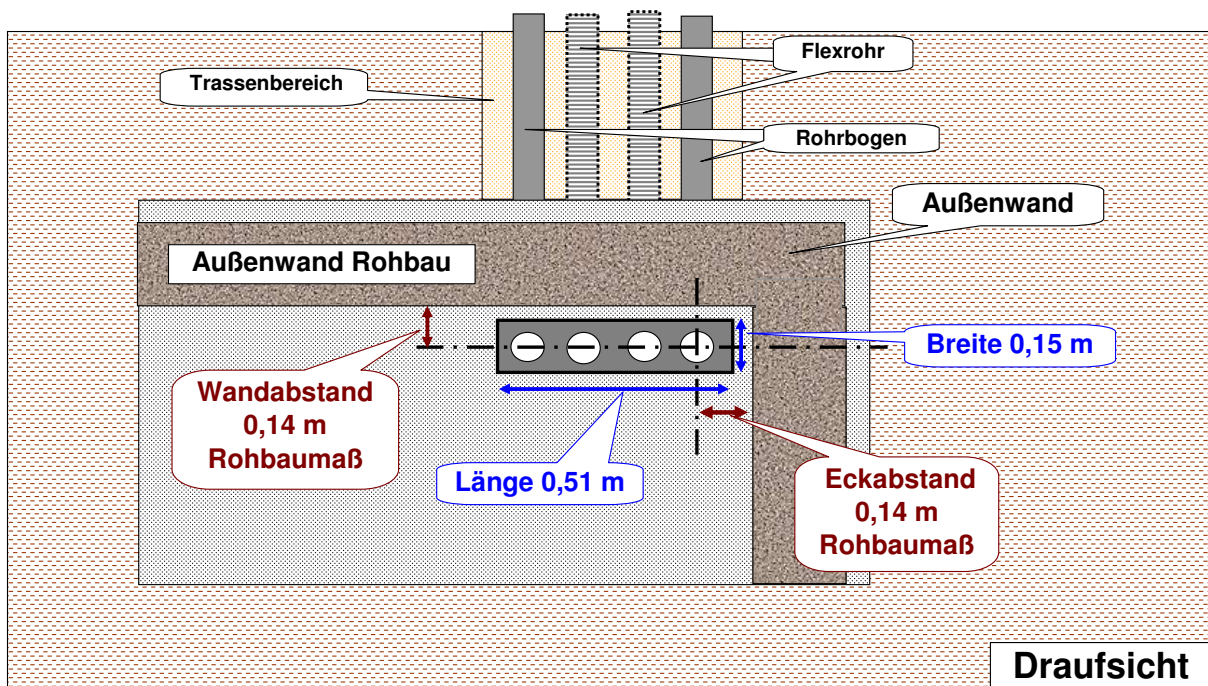 Flexrohr
Trassenbereich
Rohrbogen
Außenwand
Außenwand Rohbau
Breite 0,15 m
Wandabstand
0,14 m
Rohbaumaß
Länge 0,51 m
Eckabstand
0,14 m
Rohbaumaß
Draufsicht